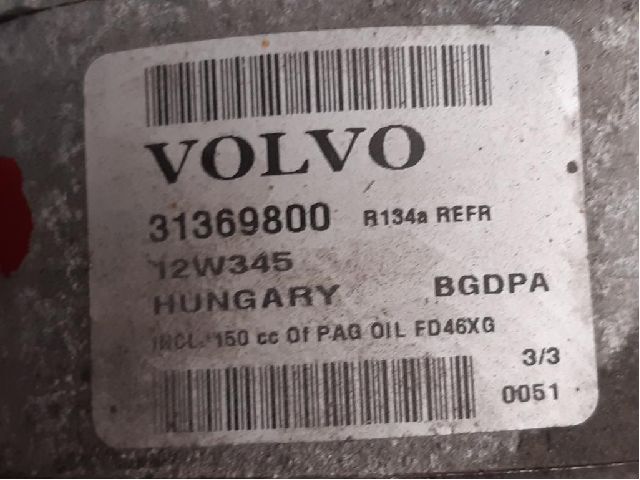 VOLVO
31369800 R134a REFR
12W345
HUNGARY BGDPA
INCL. 150 cc Of PAG OIL FD46XG
3/3
0051